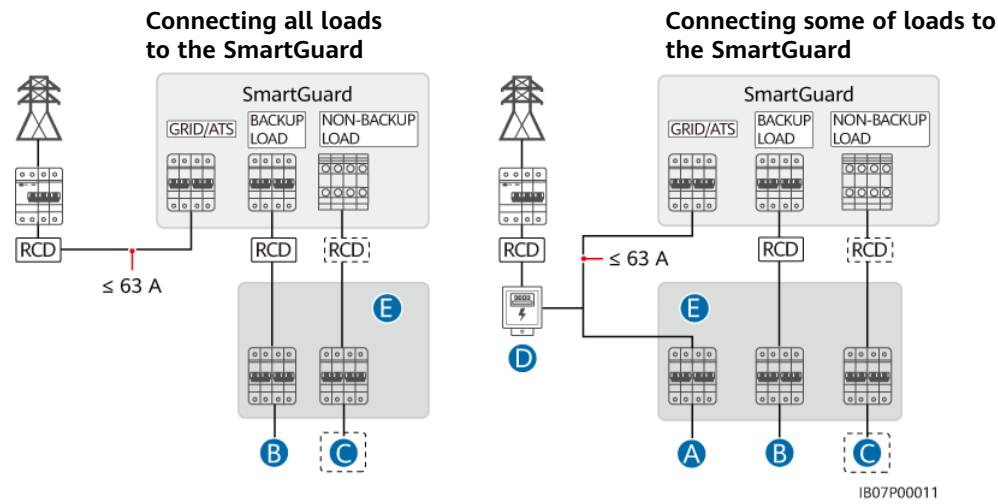 Connecting all loads
to the SmartGuard
SmartGuard
GRID/ATS
BACKUP
LOAD
NON-BACKUP
LOAD
RCD
RCD
RCD
≤ 63 A
E
B
C
Connecting some of loads to
the SmartGuard
SmartGuard
GRID/ATS
BACKUP
LOAD
NON-BACKUP
LOAD
RCD
RCD
RCD
≤ 63 A
E
D
A
B
C
IB07P00011